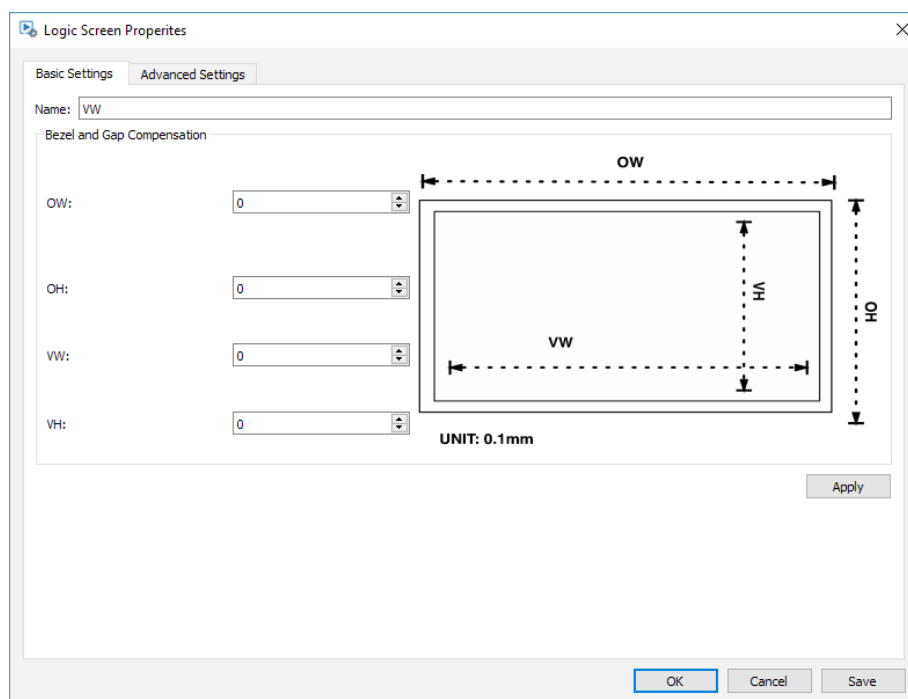 Logic Screen Properites
Basic Settings
Advanced Settings
Name: VW
Bezel and Gap Compensation
OW: 0
OH: 0
VW: 0
VH: 0
OW
VH
OH
VW
UNIT: 0.1mm
Apply
OK
Cancel
Save